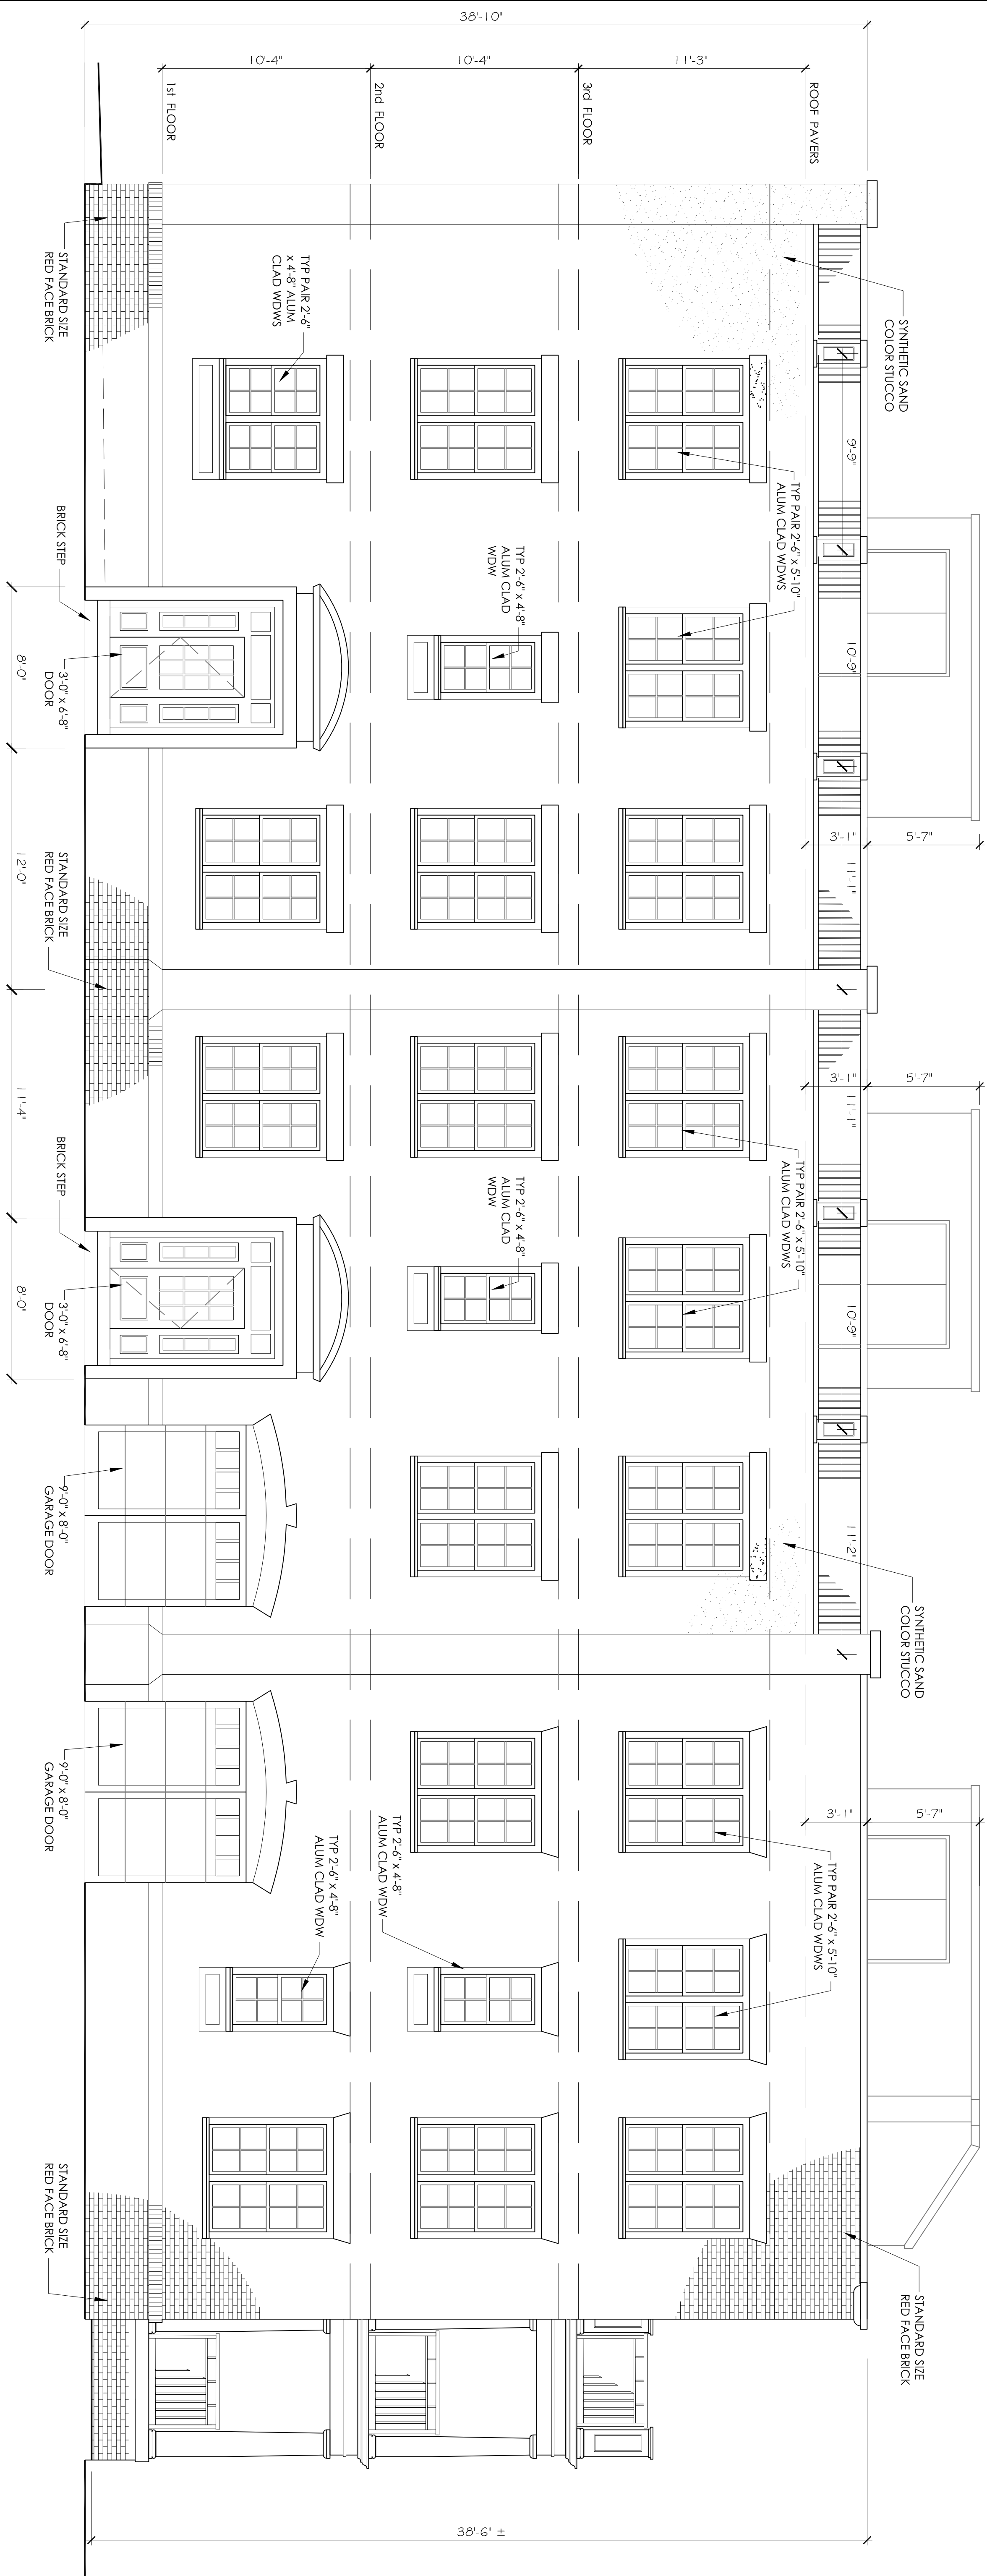 38'-10"
10'-4"
10'-4"
11'-3"
1st FLOOR
2nd FLOOR
3rd FLOOR
ROOF PAVERS
SYNTHETIC SAND
COLOR STUCCO
STANDARD SIZE
RED FACE BRICK
TYP PAIR 2'-6"
x 4'-8" ALUM
CLAD WDWS
TYP PAIR 2'-6" x 5'-10"
ALUM CLAD WDWS
9'-9"
10'-9"
11'-1"
3'-1"
5'-7"
BRICK STEP
8'-0"
3'-0" x 6'-8"
DOOR
TYP 2'-6" x 4'-8"
ALUM CLAD
WDW
STANDARD SIZE
RED FACE BRICK
12'-0"
11'-4"
3'-1"
5'-7"
11'-1"
10'-9"
11'-2"
TYP PAIR 2'-6" x 5'-10"
ALUM CLAD WDWS
TYP 2'-6" x 4'-8"
ALUM CLAD
WDW
BRICK STEP
8'-0"
3'-0" x 6'-8"
DOOR
9'-0" x 8'-0"
GARAGE DOOR
SYNTHETIC SAND
COLOR STUCCO
9'-0" x 8'-0"
GARAGE DOOR
3'-1"
5'-7"
TYP PAIR 2'-6" x 5'-10"
ALUM CLAD WDWS
TYP 2'-6" x 4'-8"
ALUM CLAD WDW
TYP 2'-6" x 4'-8"
ALUM CLAD WDW
STANDARD SIZE
RED FACE BRICK
STANDARD SIZE
RED FACE BRICK
38'-6" ±